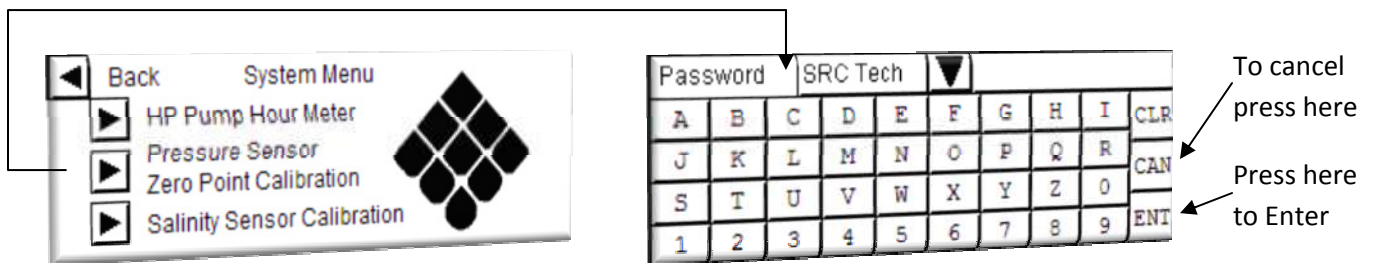 Back System Menu
HP Pump Hour Meter
Pressure Sensor
Zero Point Calibration
Salinity Sensor Calibration
Password SRC Tech
A B C D E F G H I CLR
J K L M N O P Q R CAN
S T U V W X Y Z 0 ENT
1 2 3 4 5 6 7 8 9
To cancel
press here
Press here
to Enter